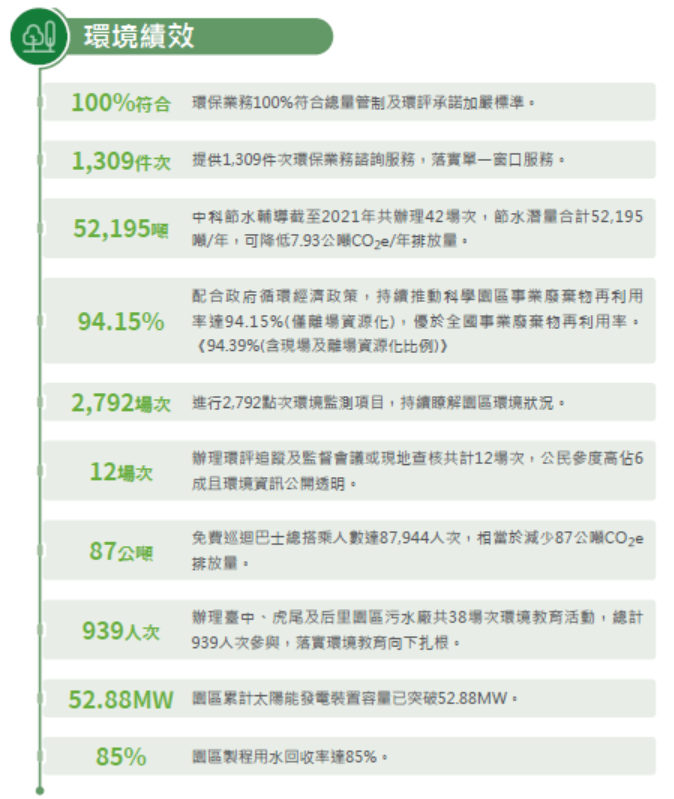 環境績效
100%符合
環保業務100%符合總量管制及環評承諾加嚴標準。
1,309件次
提供1,309件次環保業務諮詢服務，落實單一窗口服務。
52,195噸
中科節水輔導截至2021年共辦理42場次，節水潛量合計52,195
噸/年，可降低7.93公噸CO₂e/年排放量。
94.15%
配合政府循環經濟政策，持續推動科學園區事業廢棄物再利用
率達94.15%(僅離場資源化)，優於全國事業廢棄物再利用率。
《94.39%(含現場及離場資源化比例)》
2,792場次
進行2,792點次環境監測項目，持續瞭解園區環境狀況。
12場次
辦理環評追蹤及監督會議或現地查核共計12場次，公民參度高佔6
成且環境資訊公開透明。
87公噸
免費巡迴巴士總搭乘人數達87,944人次，相當於減少87公噸CO₂e
排放量。
939人次
辦理臺中、虎尾及后里園區污水廠共38場次環境教育活動，總計
939人次參與，落實環境教育向下扎根。
52.88MW
園區累計太陽能發電裝置容量已突破52.88MW。
85%
園區製程用水回收率達85%。